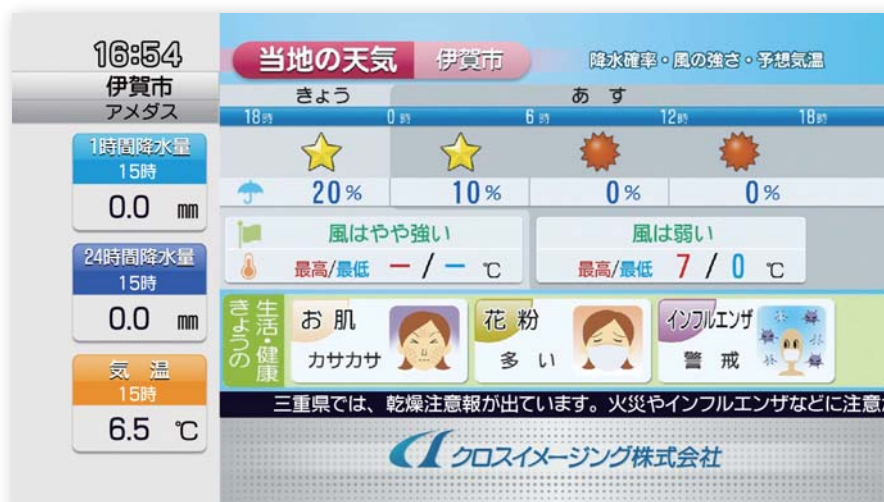 16:54
伊賀市
アメダス
1時間降水量
15時
0.0 mm
24時間降水量
15時
0.0 mm
気温
15時
6.5 ℃
当地の天気 伊賀市 降水確率・風の強さ・予想気温
きょう あす
18時 0時 6時 12時 18時
20% 10% 0% 0%
風はやや強い 風は弱い
最高/最低 ー/ー ℃ 最高/最低 7/0 ℃
きょうの
生活・健康
お肌 花粉 インフルエンザ
カサカサ 多い 警戒
三重県では、乾燥注意報が出ています。火災やインフルエンザなどに注意
クロスイメージング株式会社